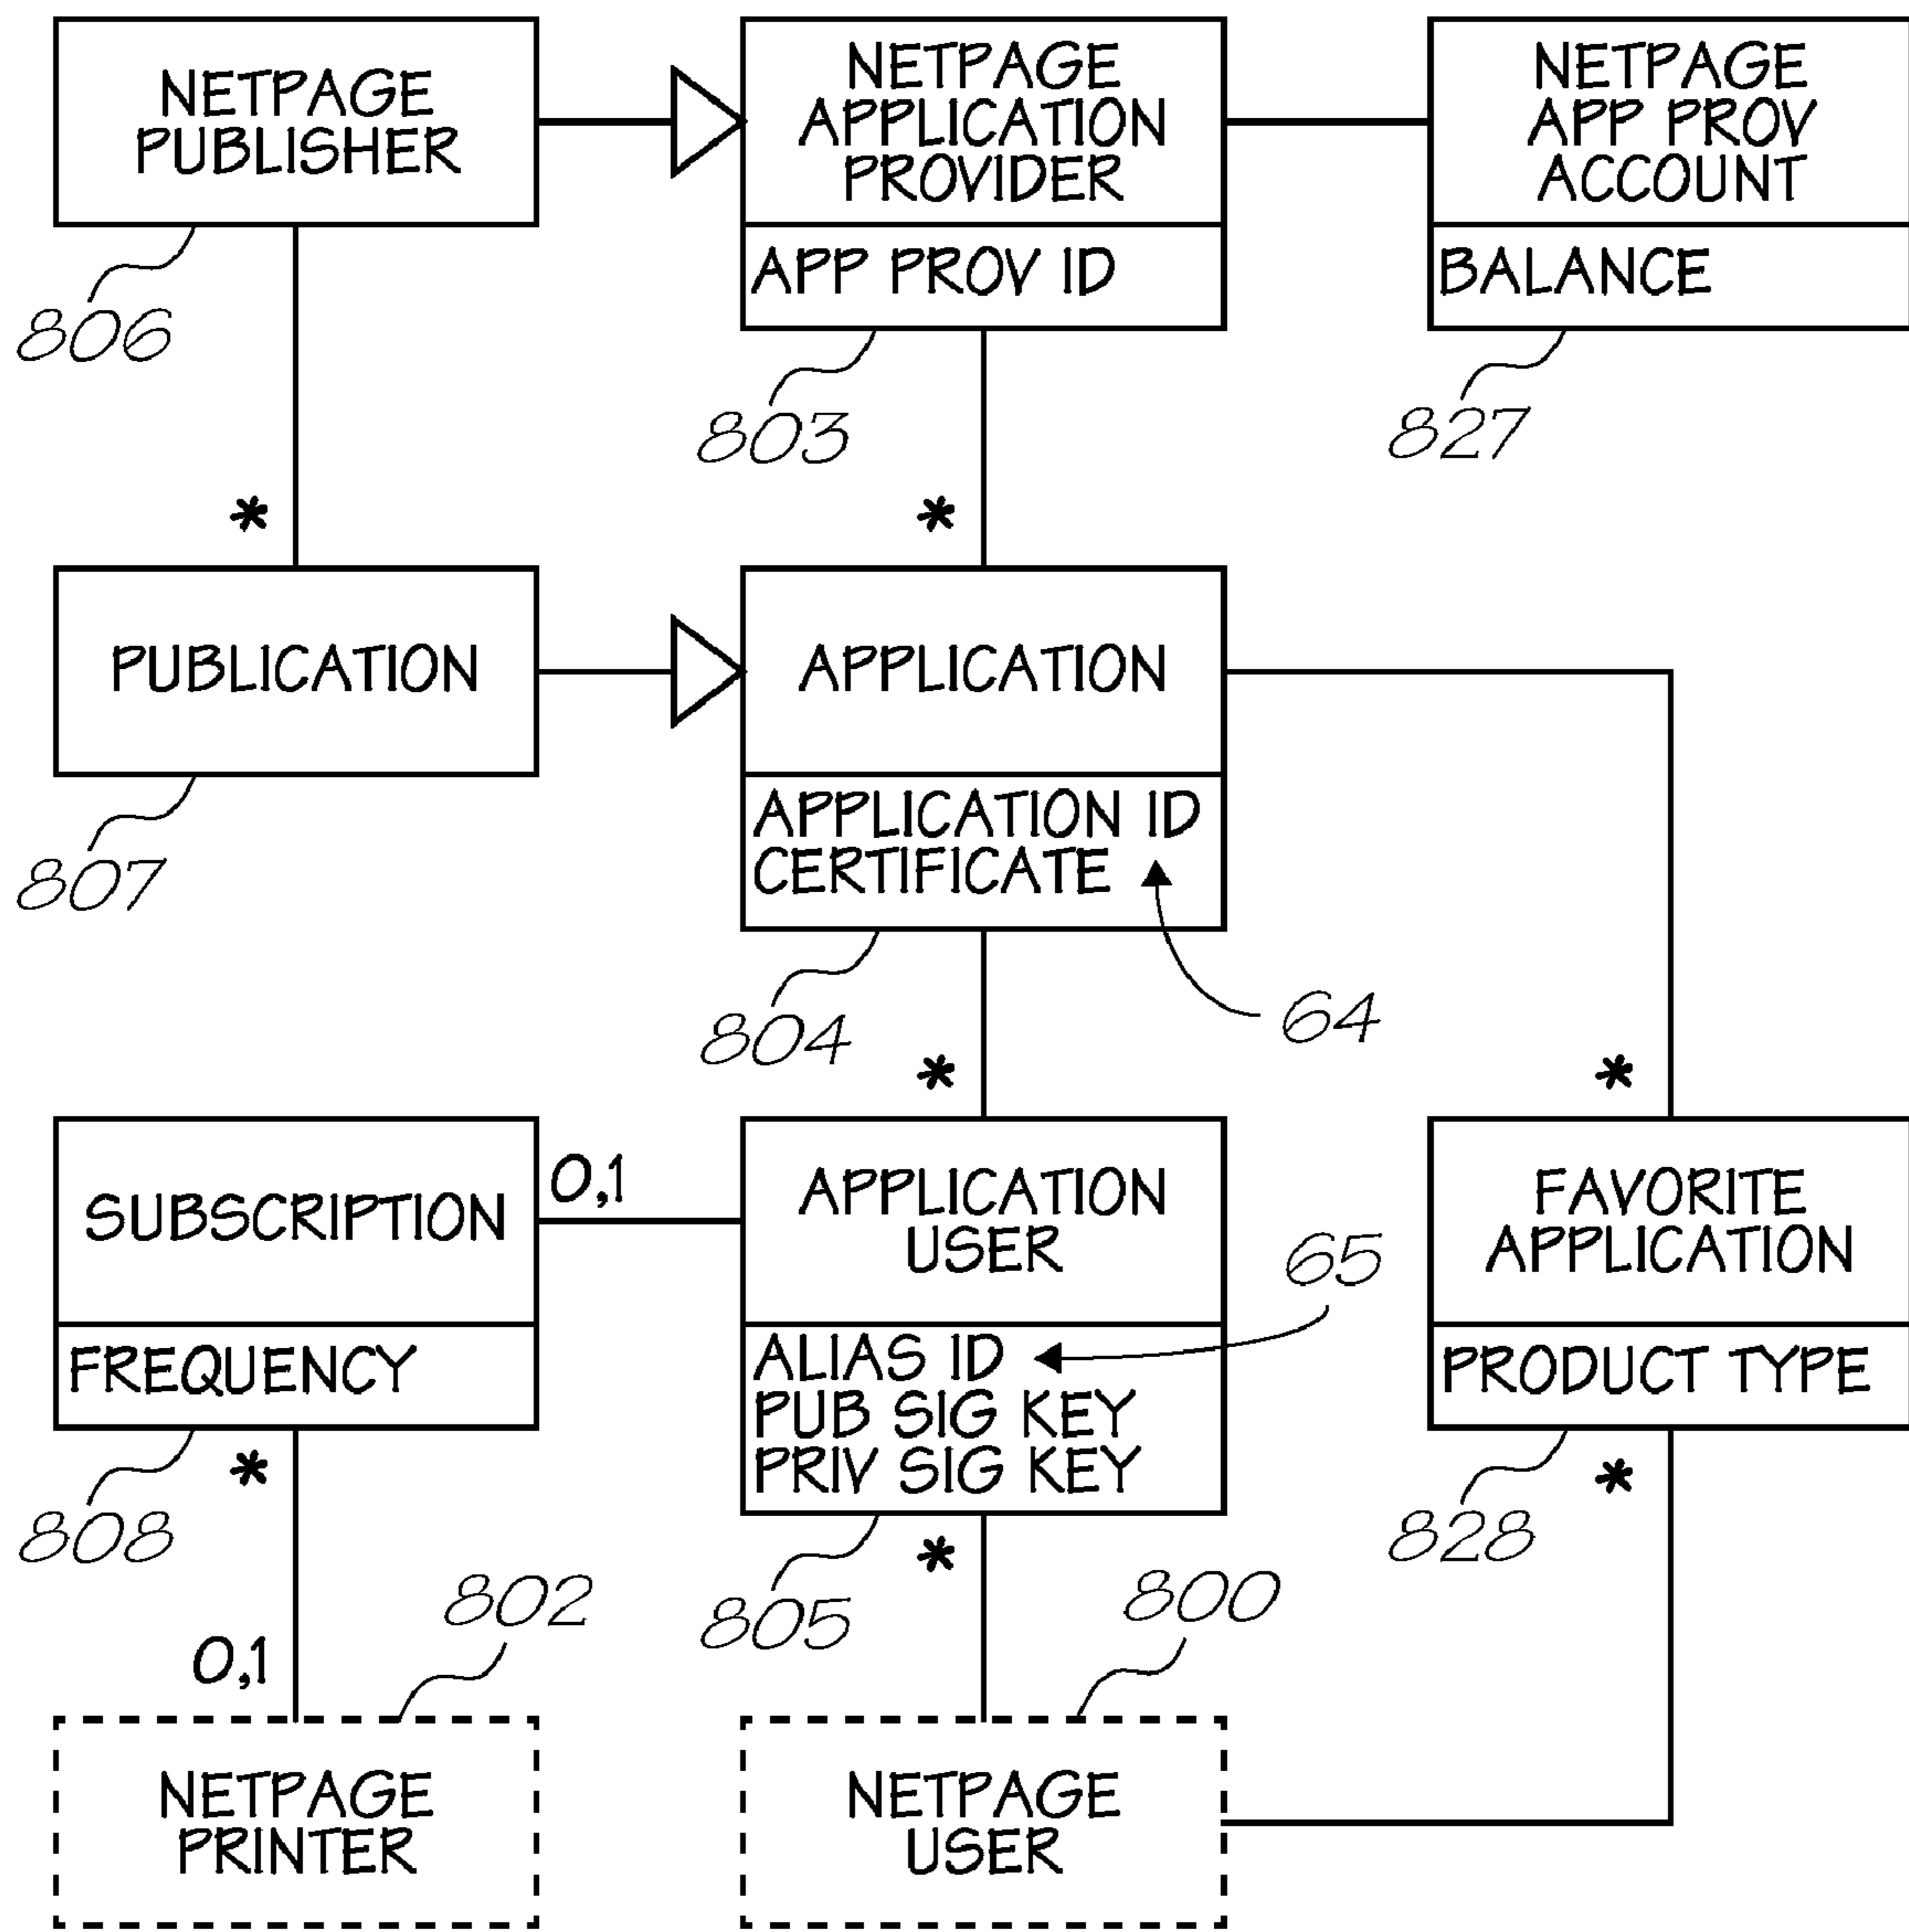 NETPAGE
PUBLISHER
NETPAGE
APPLICATION
PROVIDER
NETPAGE
APP PROV
ACCOUNT
APP PROV ID
BALANCE
806
803
827
*
*
PUBLICATION
APPLICATION
APPLICATION ID
CERTIFICATE
807
804
64
*
*
SUBSCRIPTION
0,1
APPLICATION
USER
FAVORITE
APPLICATION
65
FREQUENCY
ALIAS ID
PUB SIG KEY
PRIV SIG KEY
PRODUCT TYPE
*
*
808
828
*
802
805
800
0,1
NETPAGE
PRINTER
NETPAGE
USER